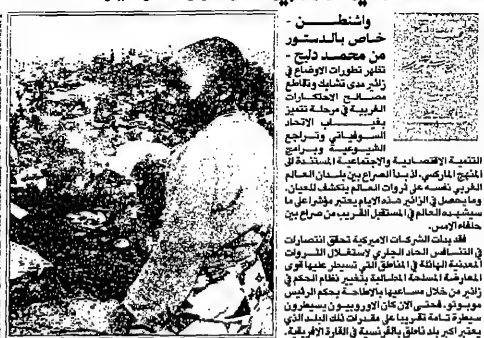 واشنطن -
خاص بالدستور
من محمد دلبح -
تظهر تطورات الاوضاع في
زائير مدى تشابك وتقاطع
مصالح الاحتكارات
الغربية في مرحلة تتميز
بغياب الاتحاد
السوفياتي وتراجع
الشيوعية وبرامج
التنمية الاقتصادية والاجتماعية المستندة الى
المنهج الماركسي، اذ بدا الصراع بين بلدان العالم
الغربي نفسه على ثروات العالم يتكشف للعيان.
وما يحصل في الزائير هذه الايام يعتبر مؤشرا على ما
سيشهده العالم في المستقبل القريب من صراع بين
حلفاء الامس.
فقد بدات الشركات الاميركية تحقق انتصارات
في التنافس الحاد الجاري لاستغلال الثروات
المعدنية الهائلة في المناطق التي تسيطر عليها قوى
المعارضة المسلحة المطالبة بتغيير نظام الحكم في
زائير من خلال مساعيها بالاطاحة بحكم الرئيس
موبوتو. فحتى الآن كان الاوروبيون يسيطرون
سيطرة تامة تقريبا على مقدرات ذلك البلد الذي
يعتبر اكبر بلد ناطق بالفرنسية في القارة الافريقية.